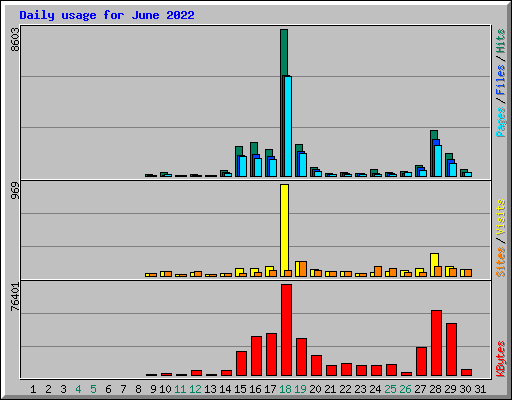 Daily usage for June 2022
8603
Pages / Files / Hits
969
Sites / Visits
76401
KBytes
1 2 3 4 5 6 7 8 9 10 11 12 13 14 15 16 17 18 19 20 21 22 23 24 25 26 27 28 29 30 31